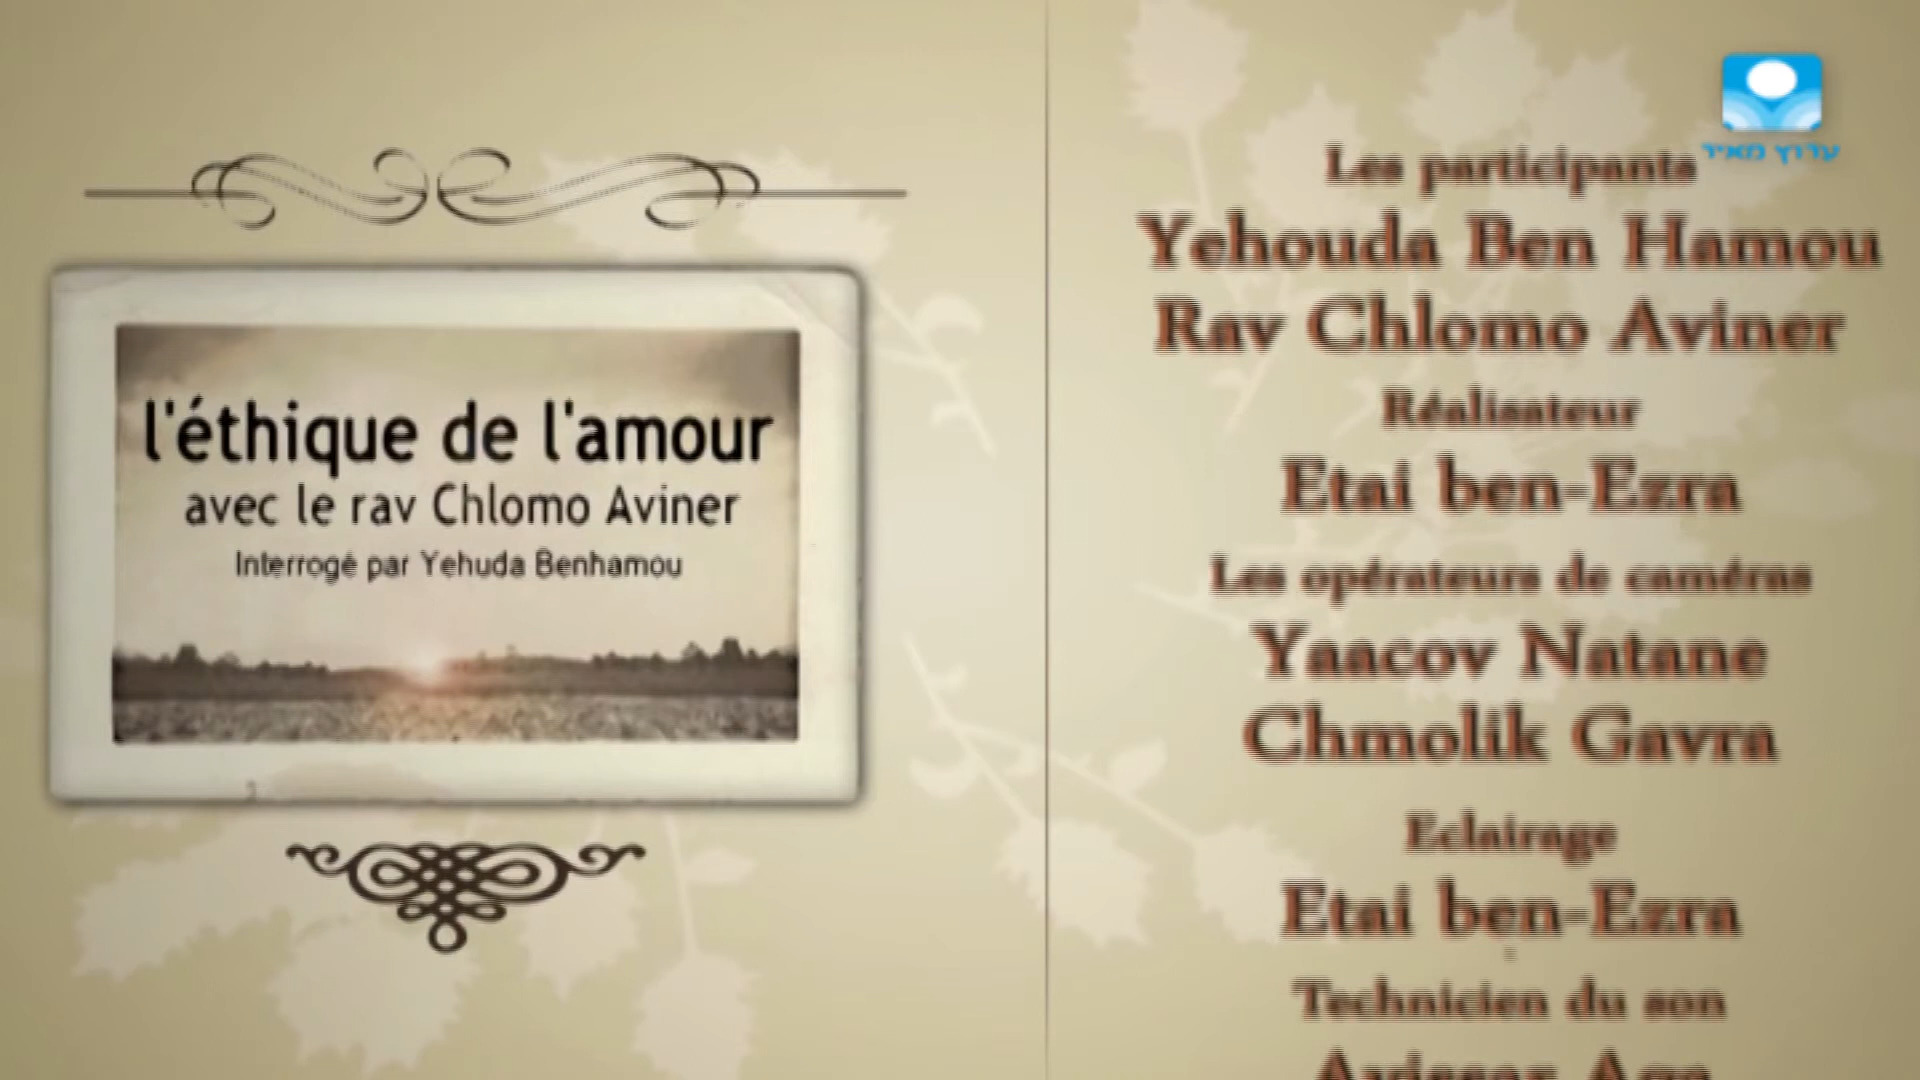 l'éthique de l'amour
avec le rav Chlomo Aviner
Interrogé par Yehuda Benhamou
ערוץ מאיר
Les participants
Yehouda Ben Hamou
Rav Chlomo Aviner
Réalisateur
Etai ben-Ezra
Les opérateurs de caméras
Yaacov Natane
Chmolik Gavra
Eclairage
Etai ben-Ezra
Technicien du son